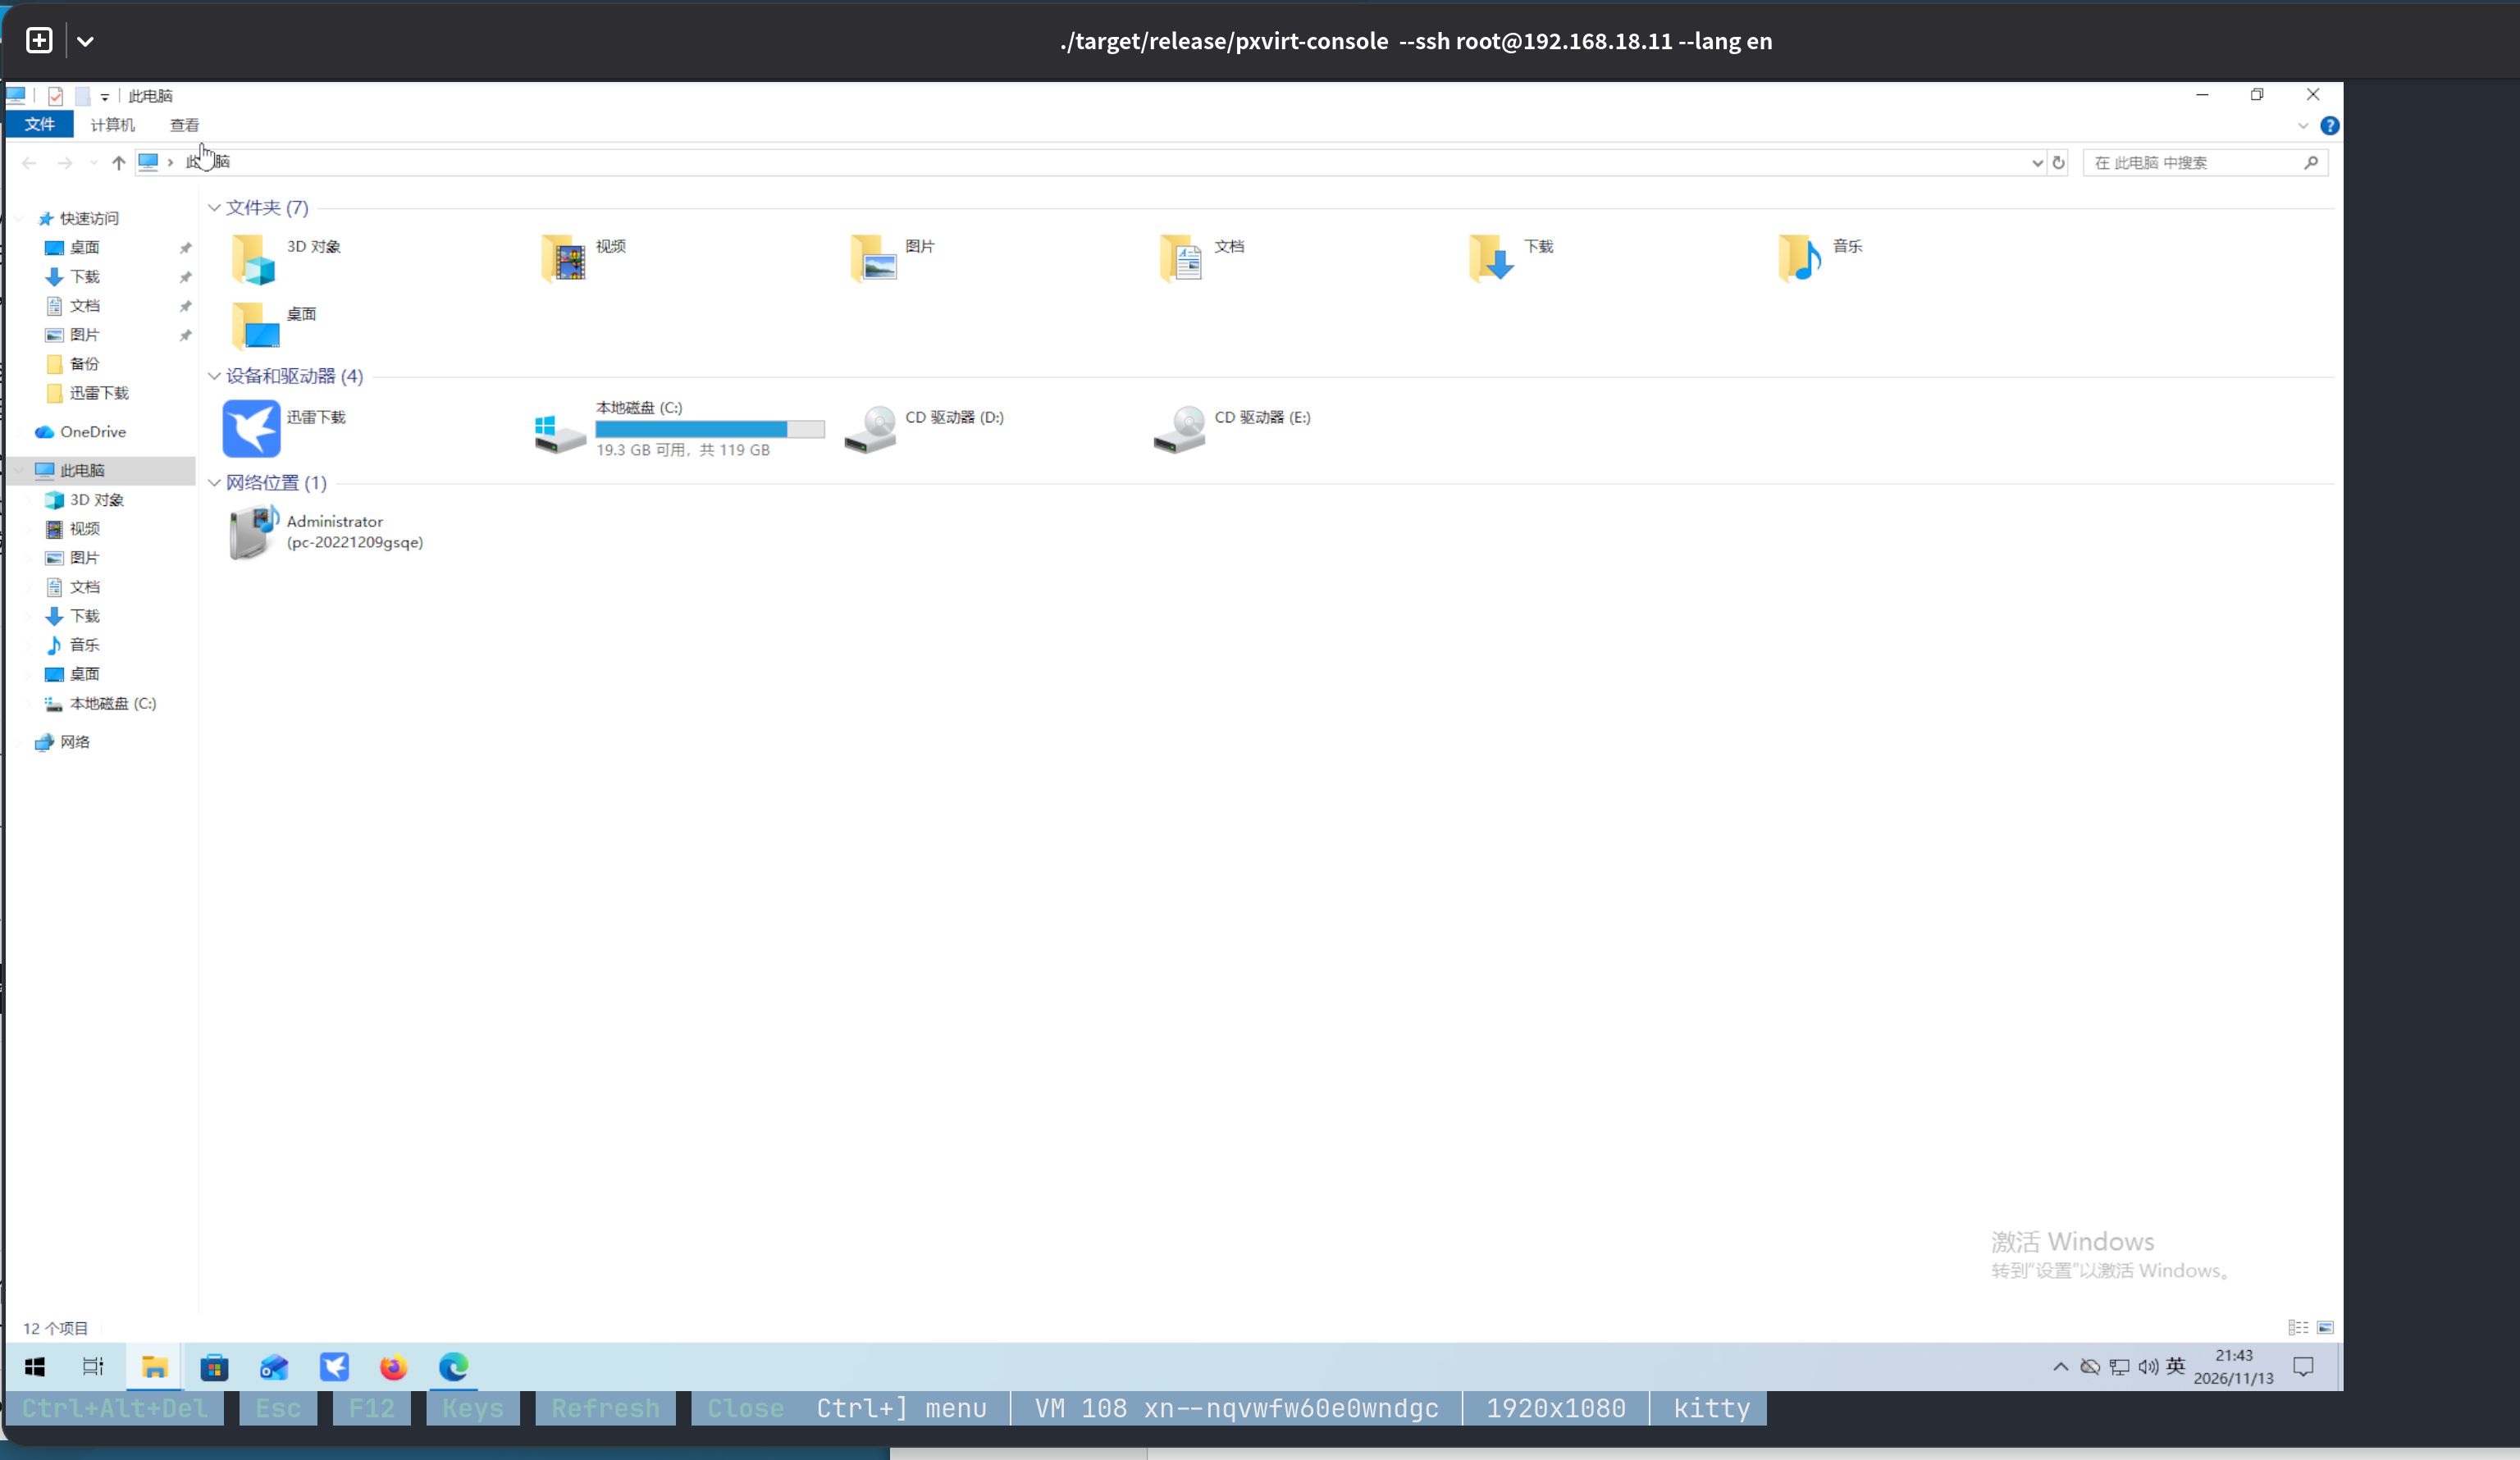 ./target/release/pxvirt-console --ssh root@192.168.18.11 --lang en
此电脑
文件 计算机 查看
在 此电脑 中搜索
快速访问
桌面
下载
文档
图片
备份
迅雷下载
OneDrive
此电脑
3D 对象
视频
图片
文档
下载
音乐
桌面
本地磁盘 (C:)
网络
文件夹 (7)
3D 对象 视频 图片 文档 下载 音乐
桌面
设备和驱动器 (4)
迅雷下载
本地磁盘 (C:)
19.3 GB 可用，共 119 GB
CD 驱动器 (D:)
CD 驱动器 (E:)
网络位置 (1)
Administrator
(pc-20221209gsqe)
激活 Windows
转到"设置"以激活 Windows。
12 个项目
英
21:43
2026/11/13
Ctrl+Alt+Del Esc F12 Keys Refresh Close Ctrl+] menu VM 108 xn--nqvwfw60e0wndgc 1920x1080 kitty